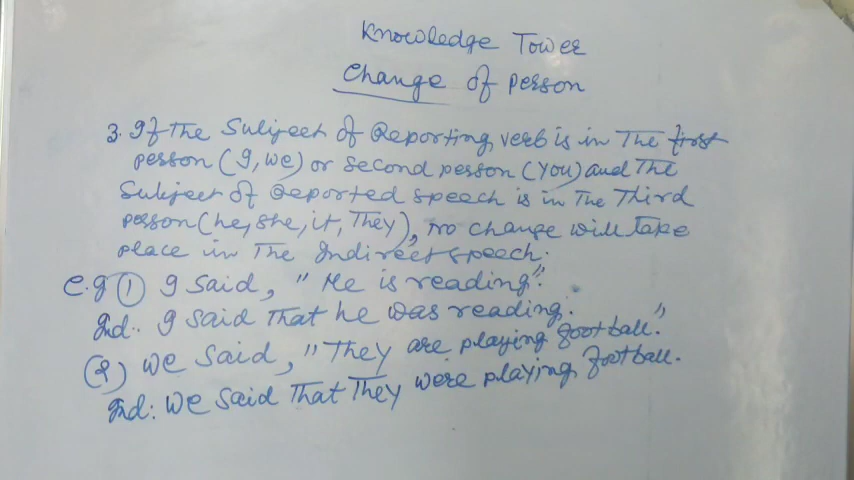 Knowledge Tower
Change of person
3. If the Subject of Reporting verb is in The first
person (I, we) or second person (You) and The
Subject of Reported speech is in The Third
person (he, she, it, They), no change will take
place in The Indirect speech.
e.g (1) I said, "He is reading".
Ind.. I said That he was reading.
(2) we said, "They are playing football."
Ind: We said That They were playing football.